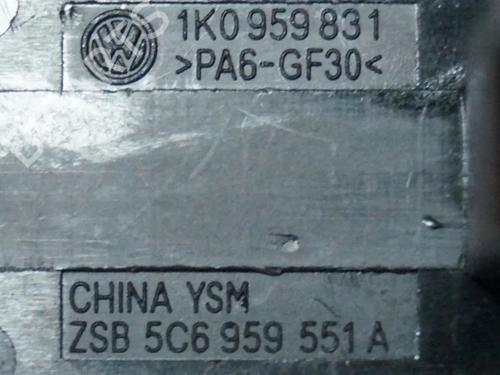 1K0 959 831
>PA6-GF30<
CHINA YSM
ZSB 5C6 959 551 A